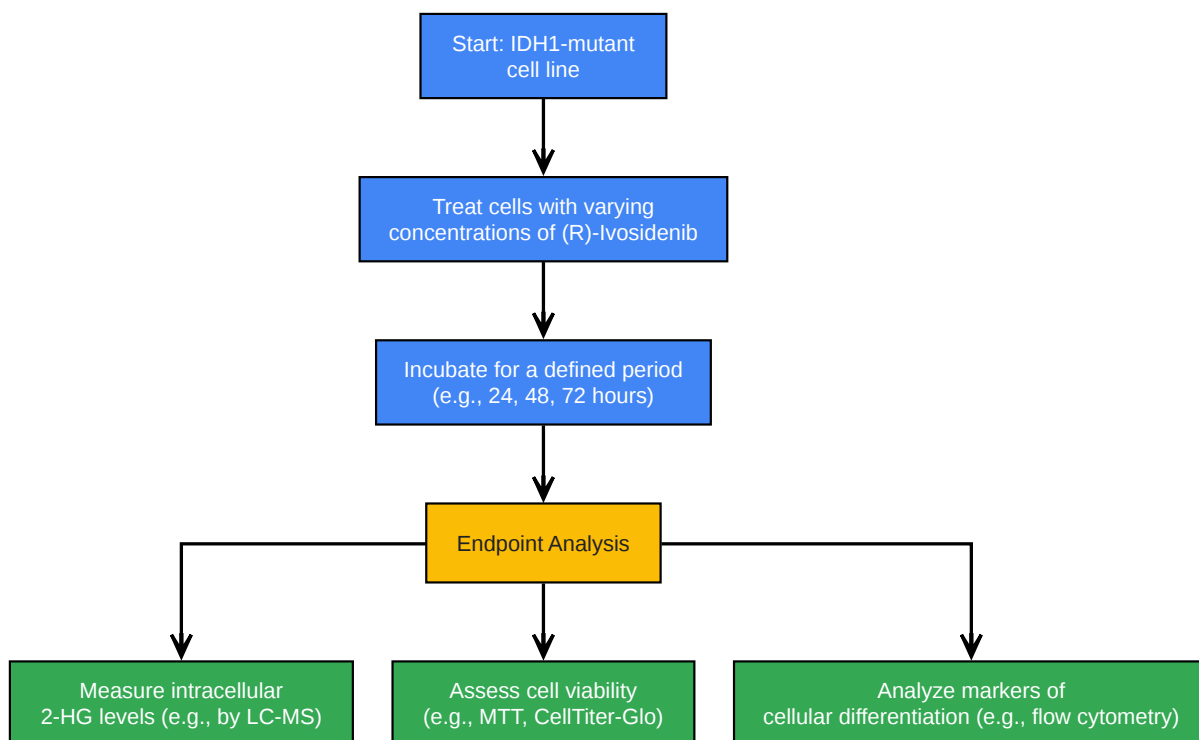 Start: IDH1-mutant
cell line
Treat cells with varying
concentrations of (R)-Ivosidenib
Incubate for a defined period
(e.g., 24, 48, 72 hours)
Endpoint Analysis
Measure intracellular
2-HG levels (e.g., by LC-MS)
Assess cell viability
(e.g., MTT, CellTiter-Glo)
Analyze markers of
cellular differentiation (e.g., flow cytometry)